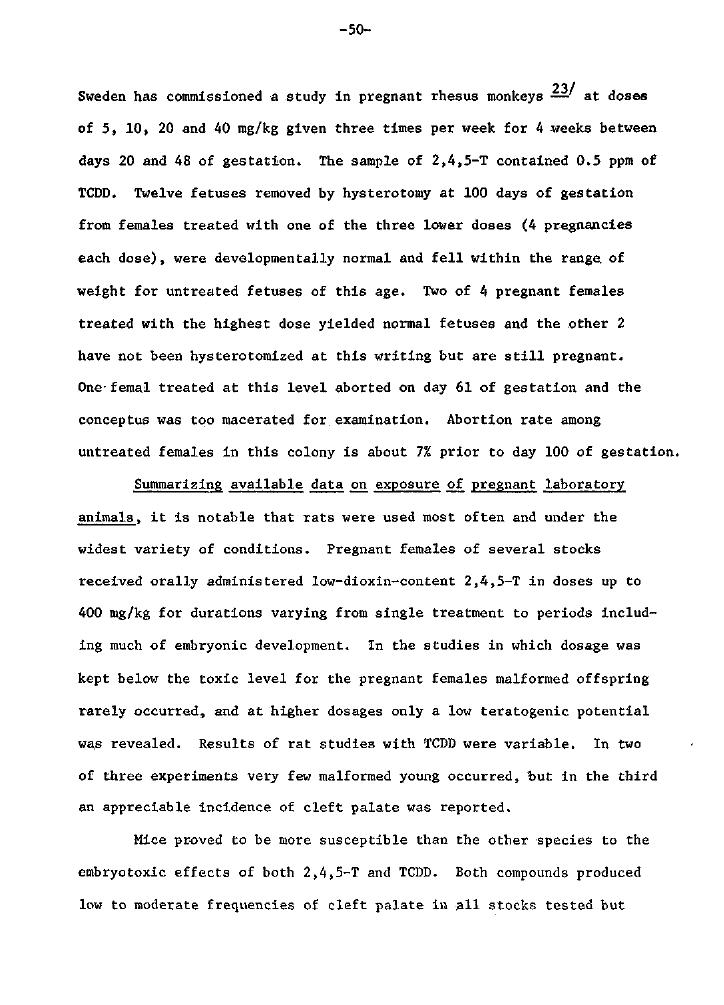 -50-
Sweden has commissioned a study in pregnant rhesus monkeys 23/ at doses
of 5, 10, 20 and 40 mg/kg given three times per week for 4 weeks between
days 20 and 48 of gestation. The sample of 2,4,5-T contained 0.5 ppm of
TCDD. Twelve fetuses removed by hysterotomy at 100 days of gestation
from females treated with one of the three lower doses (4 pregnancies
each dose), were developmentally normal and fell within the range of
weight for untreated fetuses of this age. Two of 4 pregnant females
treated with the highest dose yielded normal fetuses and the other 2
have not been hysterotomized at this writing but are still pregnant.
One femal treated at this level aborted on day 61 of gestation and the
conceptus was too macerated for examination. Abortion rate among
untreated females in this colony is about 7% prior to day 100 of gestation.
Summarizing available data on exposure of pregnant laboratory
animals, it is notable that rats were used most often and under the
widest variety of conditions. Pregnant females of several stocks
received orally administered low-dioxin-content 2,4,5-T in doses up to
400 mg/kg for durations varying from single treatment to periods includ-
ing much of embryonic development. In the studies in which dosage was
kept below the toxic level for the pregnant females malformed offspring
rarely occurred, and at higher dosages only a low teratogenic potential
was revealed. Results of rat studies with TCDD were variable. In two
of three experiments very few malformed young occurred, but in the third
an appreciable incidence of cleft palate was reported.
Mice proved to be more susceptible than the other species to the
embryotoxic effects of both 2,4,5-T and TCDD. Both compounds produced
low to moderate frequencies of cleft palate in all stocks tested but